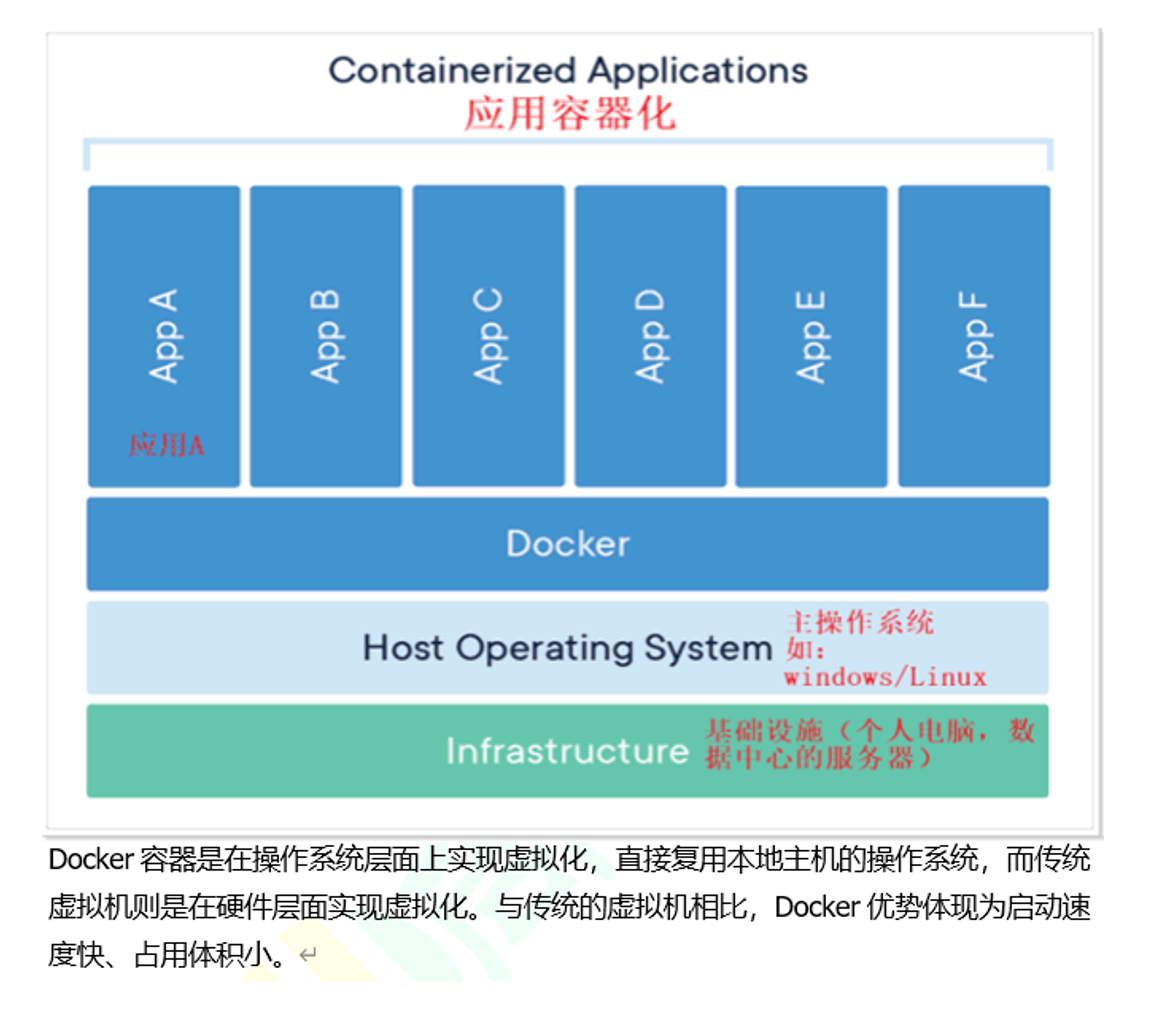 Containerized Applications
应用容器化
App A
App B
App C
App D
App E
App F
应用A
Docker
Host Operating System
主操作系统
如：
windows/Linux
Infrastructure
基础设施（个人电脑，数
据中心的服务器）
Docker 容器是在操作系统层面上实现虚拟化，直接复用本地主机的操作系统，而传统
虚拟机则是在硬件层面实现虚拟化。与传统的虚拟机相比，Docker 优势体现为启动速
度快、占用体积小。↵